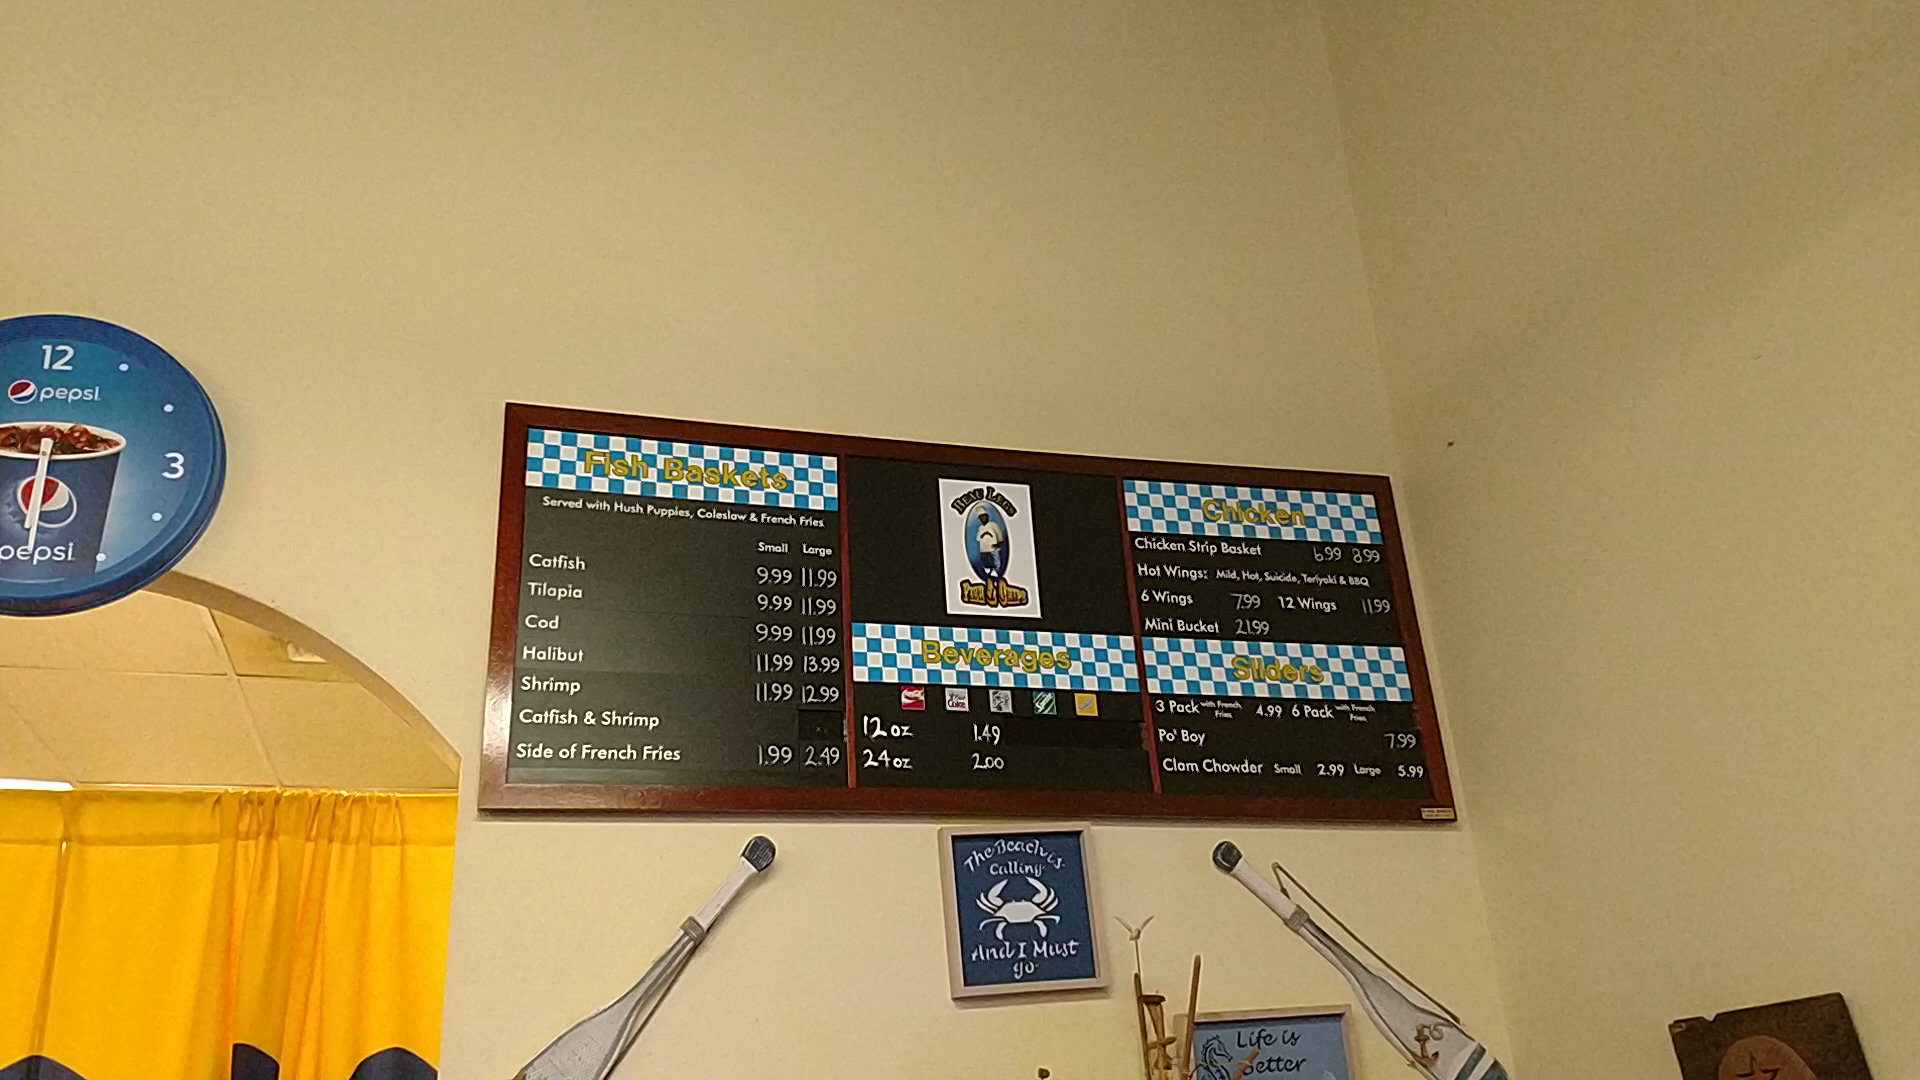 12
pepsi
3
pepsi
Fish Baskets
Served with Hush Puppies, Coleslaw & French Fries
Small Large
Catfish 9.99 11.99
Tilapia 9.99 11.99
Cod 9.99 11.99
Halibut 11.99 13.99
Shrimp 11.99 12.99
Catfish & Shrimp
Side of French Fries 1.99 2.49
Beverages
Coke
12 oz 1.49
24 oz 2.00
Chicken
Chicken Strip Basket 6.99 8.99
Hot Wings: Mild, Hot, Suicide, Teriyaki & BBQ
6 Wings 7.99 12 Wings 11.99
Mini Bucket 21.99
Sliders
3 Pack with French Fries 4.99 6 Pack with French Fries
Po' Boy 7.99
Clam Chowder Small 2.99 Large 5.99
The Beach is
Calling
And I Must
go
Life is
Better